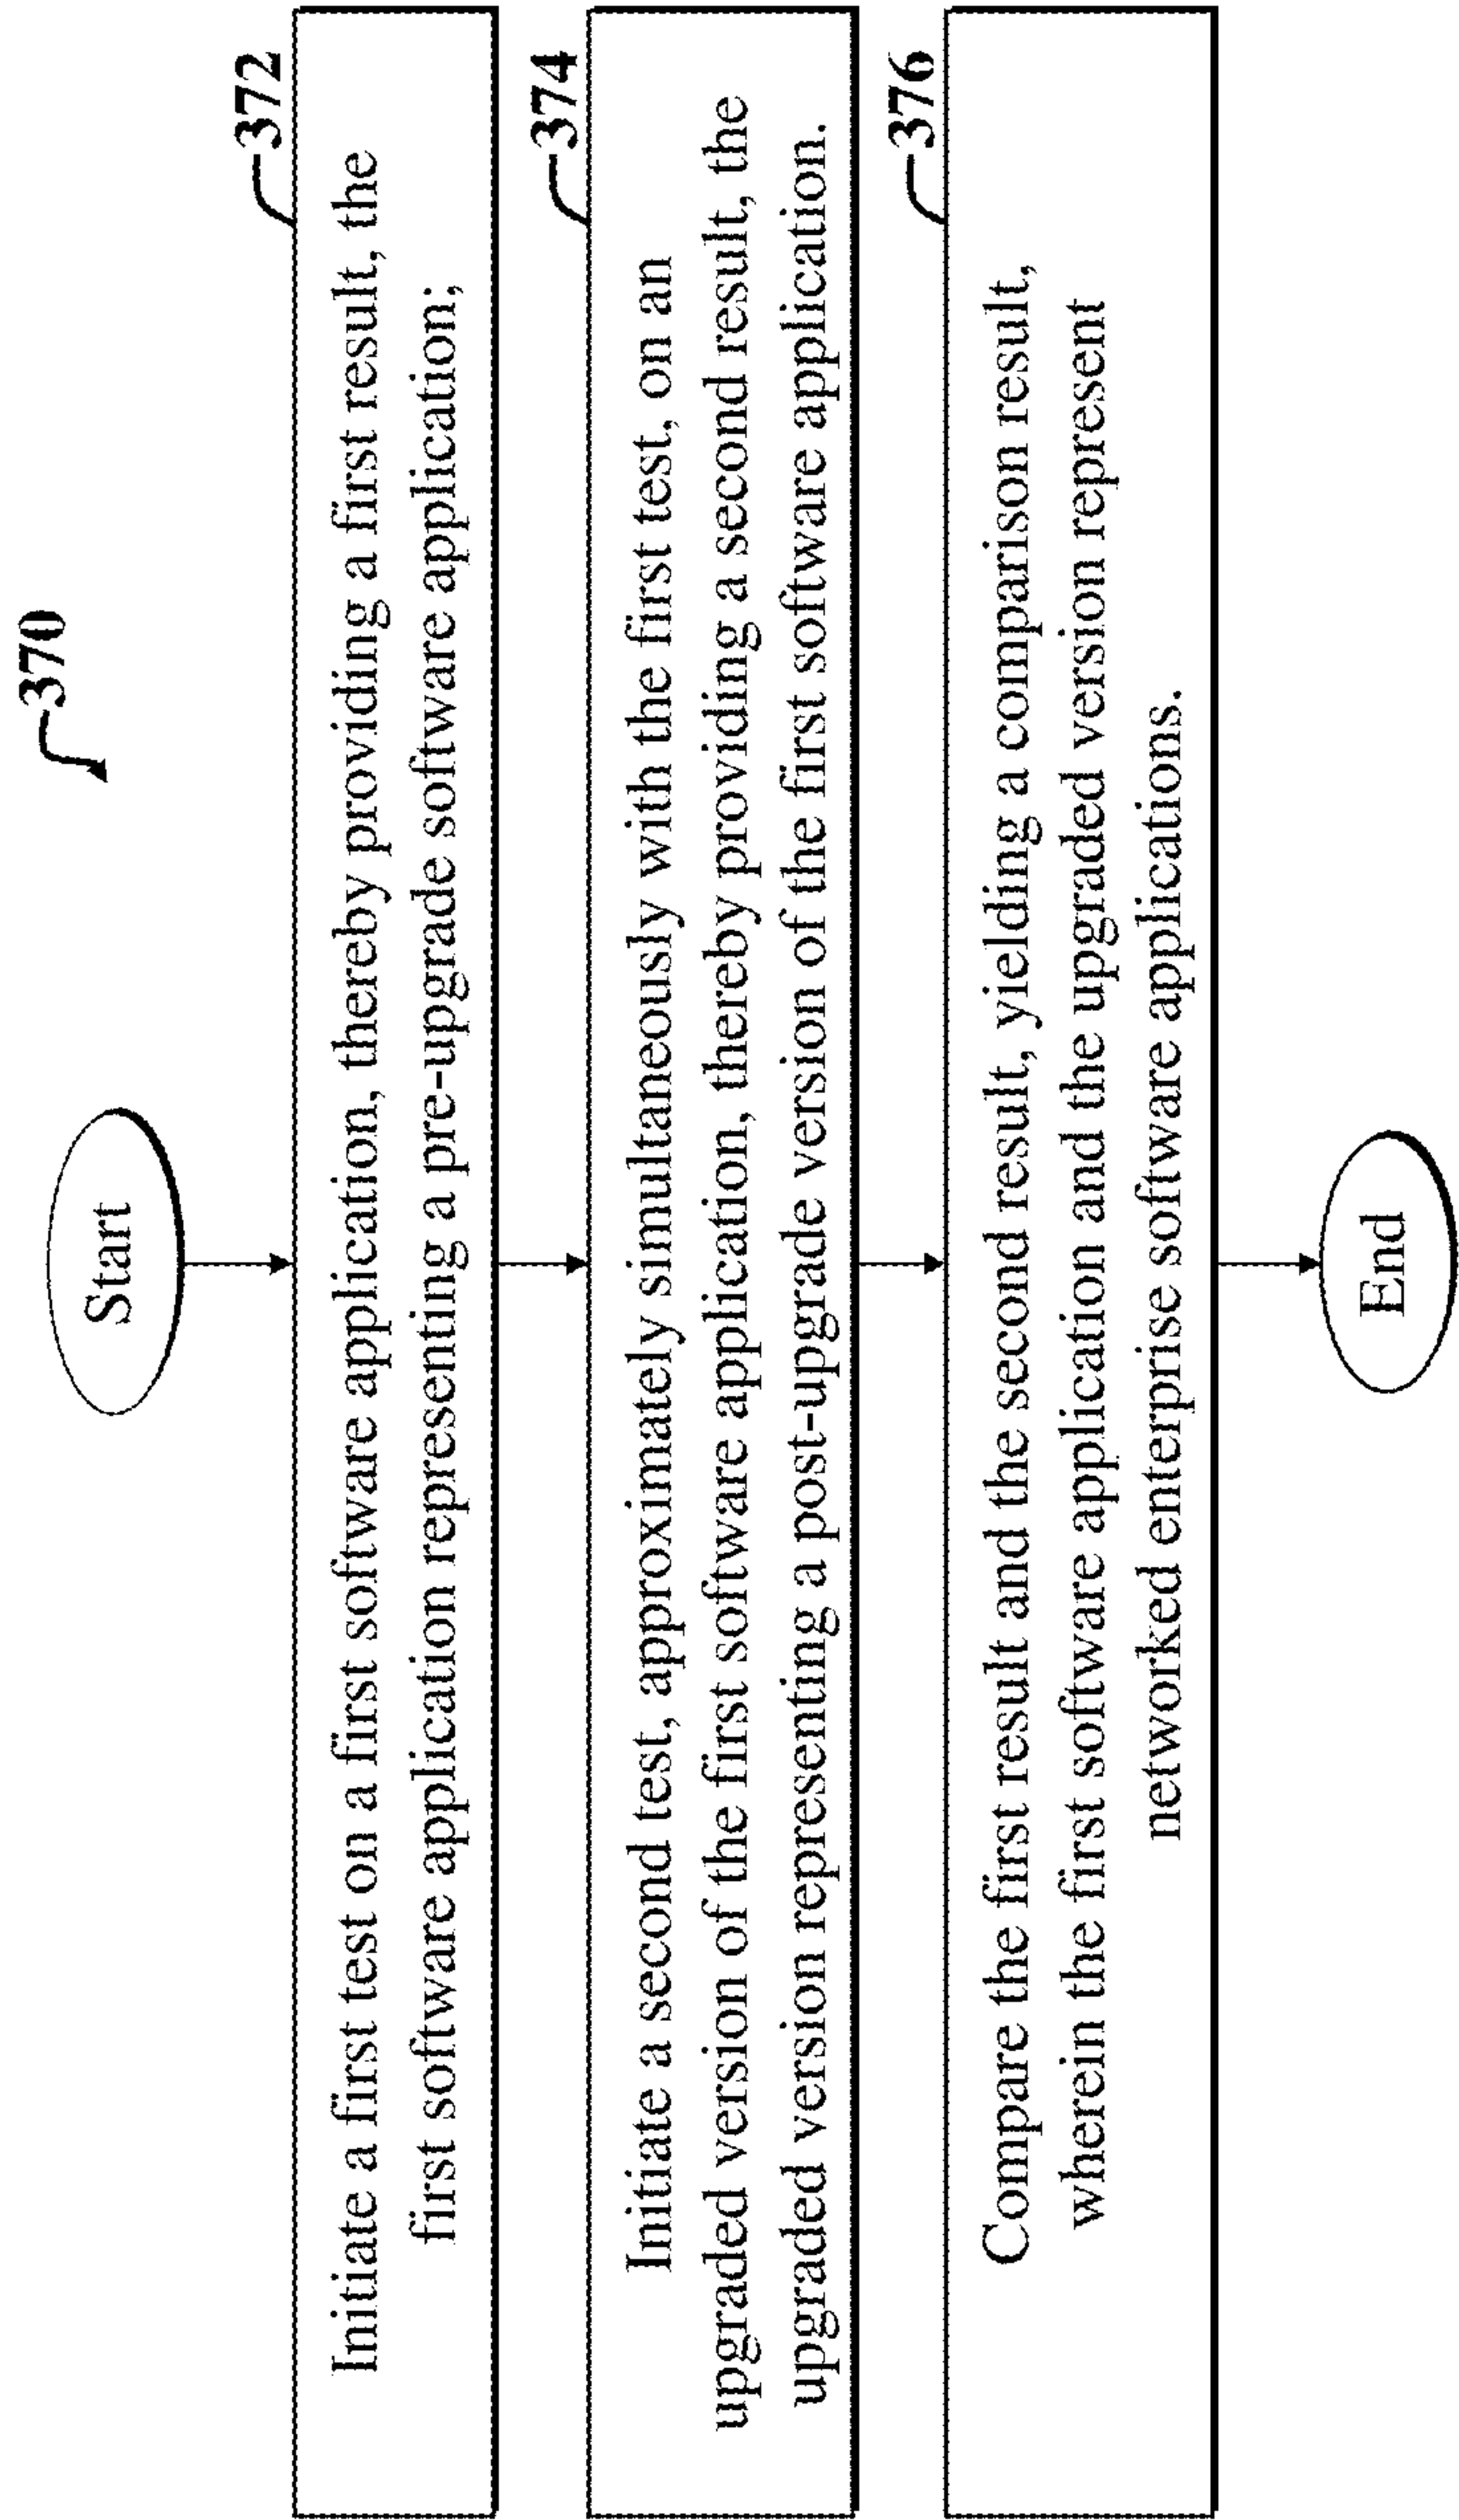 370
Start
372
Initiate a first test on a first software application, thereby providing a first result, the
first software application representing a pre-upgrade software application;
374
Initiate a second test, approximately simultaneously with the first test, on an
upgraded version of the first software application, thereby providing a second result, the
upgraded version representing a post-upgrade version of the first software application.
376
Compare the first result and the second result, yielding a comparison result,
wherein the first software application and the upgraded version represent
networked enterprise software applications.
End